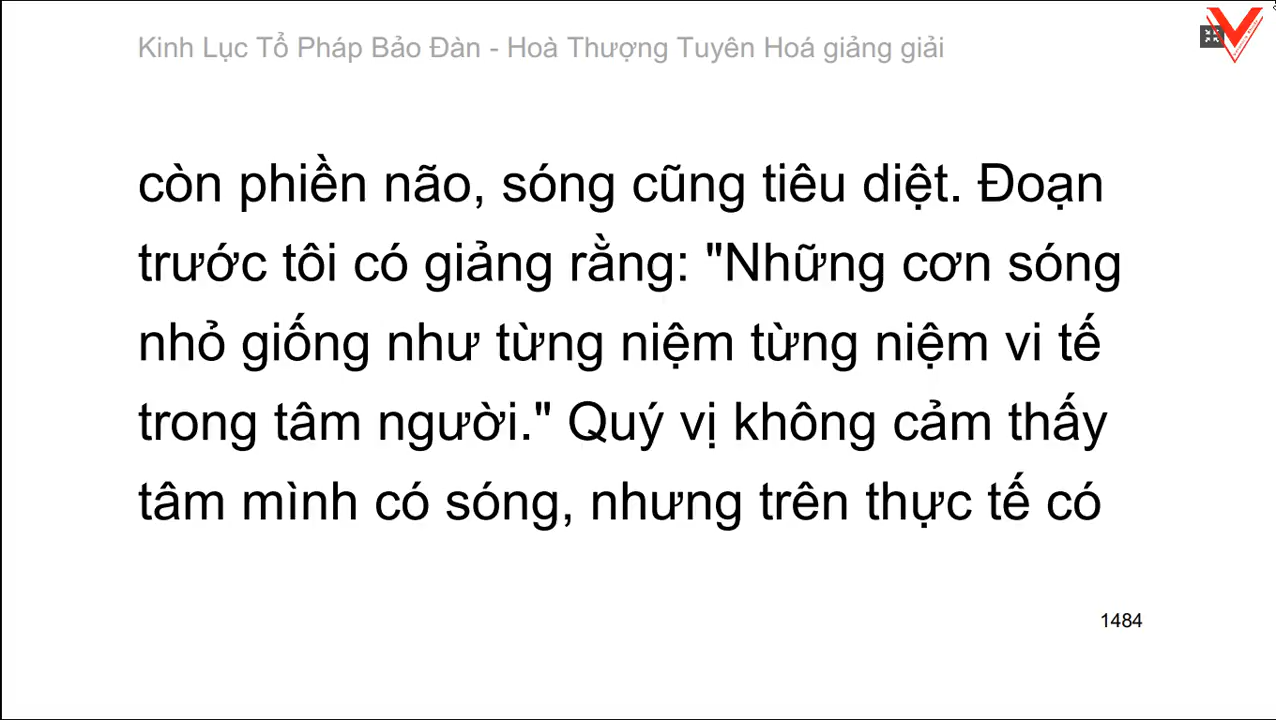 Kinh Lục Tổ Pháp Bảo Đàn - Hoà Thượng Tuyên Hoá giảng giải
còn phiền não, sóng cũng tiêu diệt. Đoạn
trước tôi có giảng rằng: "Những cơn sóng
nhỏ giống như từng niệm từng niệm vi tế
trong tâm người." Quý vị không cảm thấy
tâm mình có sóng, nhưng trên thực tế có
1484